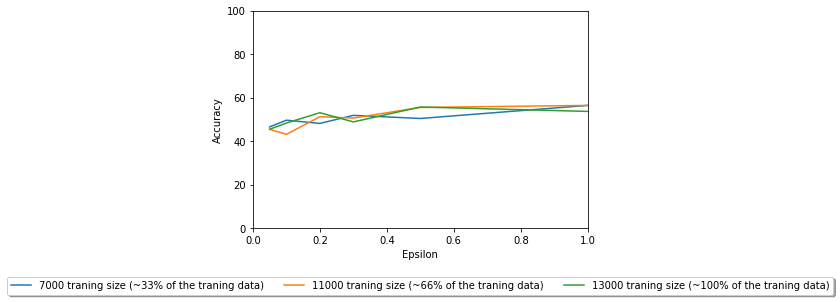 100
80
60
40
20
0
Accuracy
0.0 0.2 0.4 0.6 0.8 1.0
Epsilon
7000 traning size (~33% of the traning data) 11000 traning size (~66% of the traning data) 13000 traning size (~100% of the traning data)